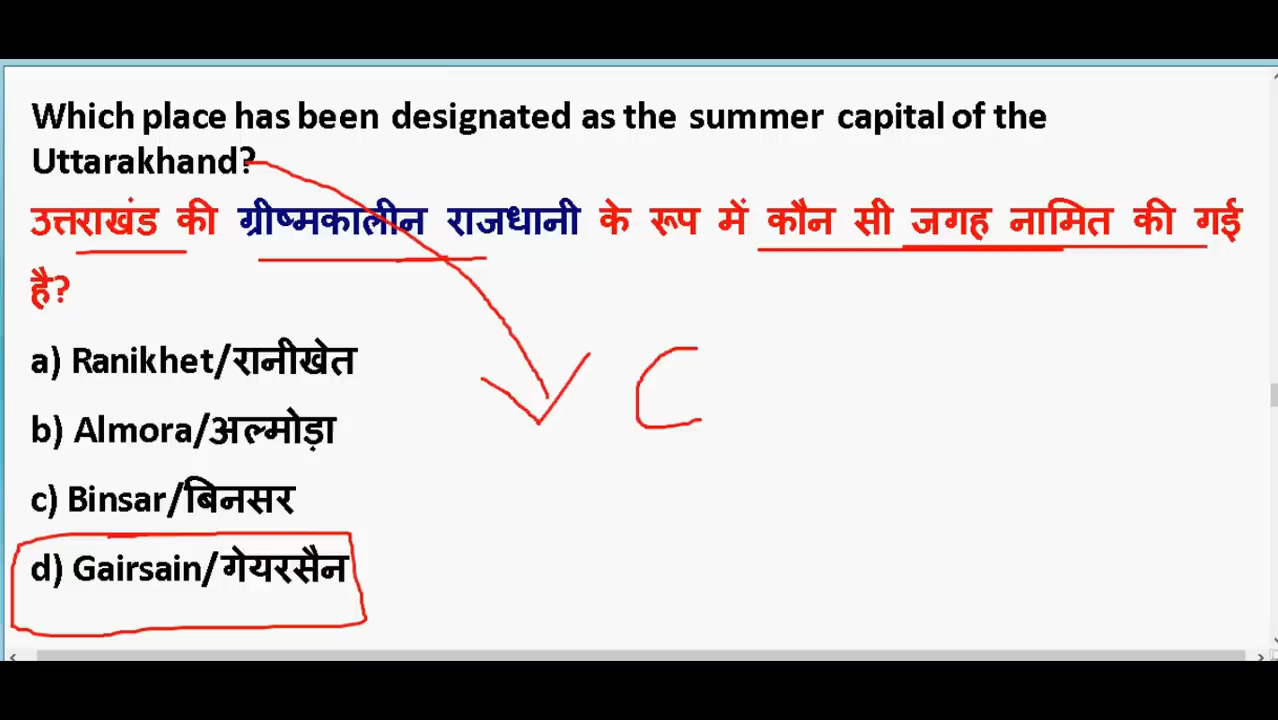 Which place has been designated as the summer capital of the
Uttarakhand?
उत्तराखंड की ग्रीष्मकालीन राजधानी के रूप में कौन सी जगह नामित की गई
है?
a) Ranikhet/रानीखेत
b) Almora/अल्मोड़ा
C
c) Binsar/बिनसर
d) Gairsain/गेयरसैन